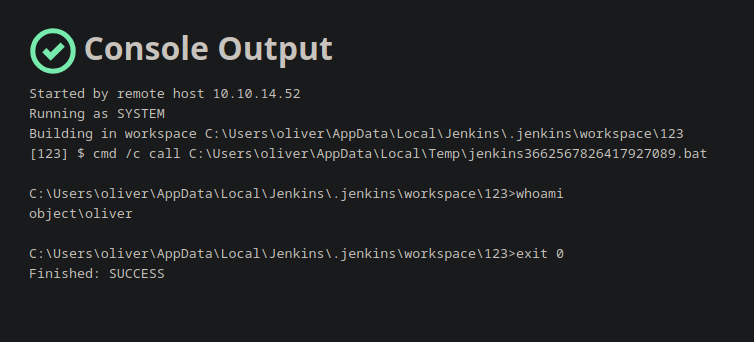 Console Output
Started by remote host 10.10.14.52
Running as SYSTEM
Building in workspace C:\Users\oliver\AppData\Local\Jenkins\.jenkins\workspace\123
[123] $ cmd /c call C:\Users\oliver\AppData\Local\Temp\jenkins3662567826417927089.bat
C:\Users\oliver\AppData\Local\Jenkins\.jenkins\workspace\123>whoami
object\oliver
C:\Users\oliver\AppData\Local\Jenkins\.jenkins\workspace\123>exit 0
Finished: SUCCESS